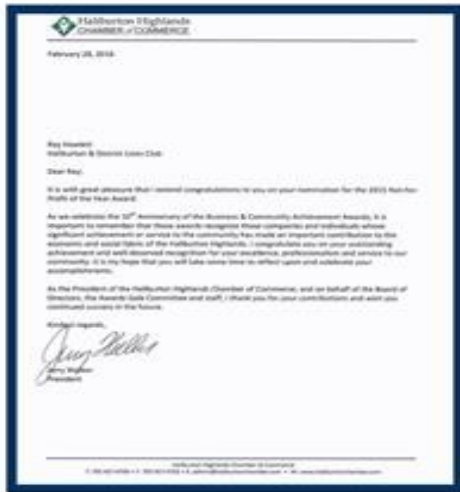 Haliburton Highlands
CHAMBER of COMMERCE
February 28, 2016
Ray
Haliburton & District Lions Club
Dear Ray:
It is with great pleasure that I extend congratulations to you on your nomination for the 2015 Not-for-
Profit of the Year Award.
As we celebrate the Anniversary of the Business & Community Achievement Awards, it is
important to remember that these awards recognize those companies and individuals whose
significant achievement or service to the community has made an important contribution to the
economic and social fabric of the Haliburton Highlands. I congratulate you on your outstanding
achievement and well-deserved recognition for your excellence, professionalism and service to our
community. It is my hope that you will take some time to reflect upon and celebrate your
accomplishments.
As the President of the Haliburton Highlands Chamber of Commerce, and on behalf of the Board of
Directors, the Awards Gala Committee and staff, I thank you for your contributions and wish you
continued success in the future.
Kindest regards,
Jerry Walker
President
Haliburton Highlands Chamber of Commerce